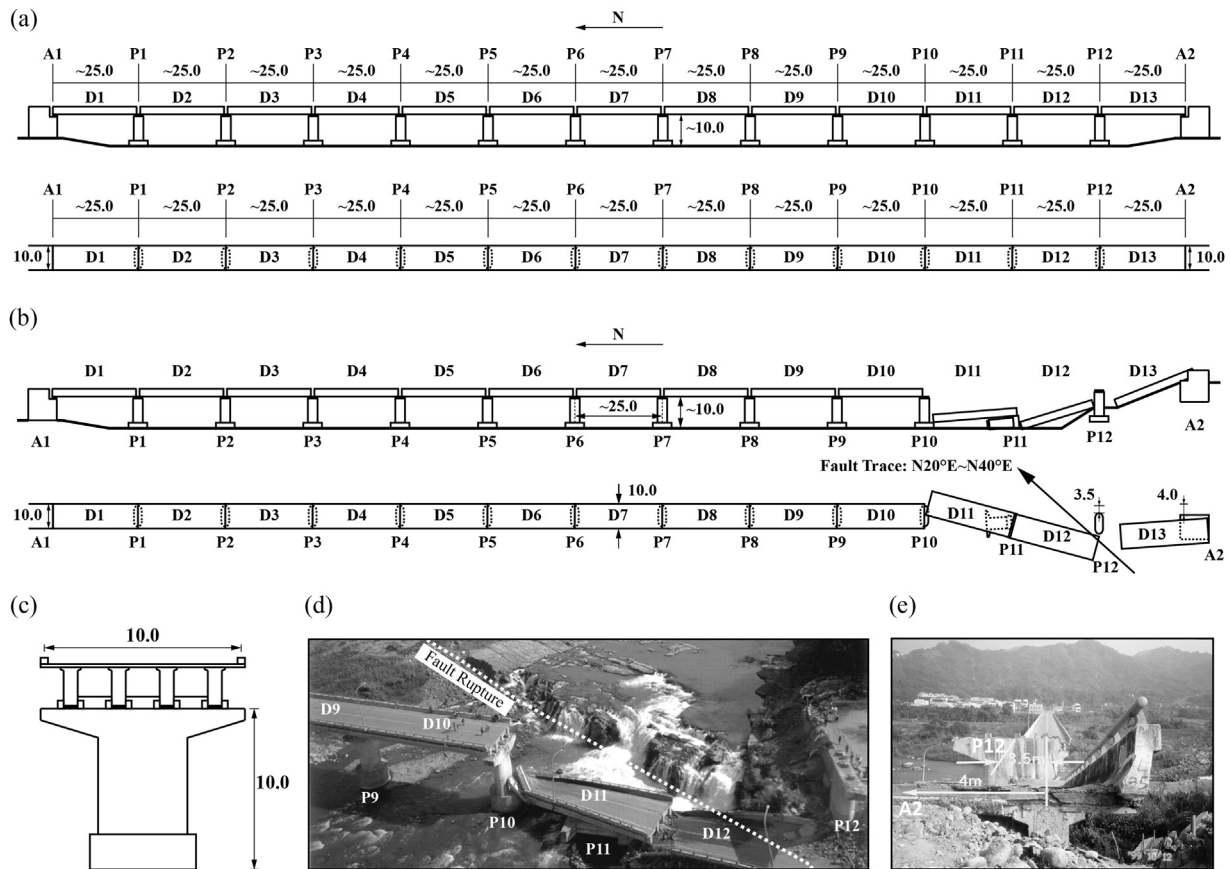 (a)
N
A1 P1 P2 P3 P4 P5 P6 P7 P8 P9 P10 P11 P12 A2
~25.0 ~25.0 ~25.0 ~25.0 ~25.0 ~25.0 ~25.0 ~25.0 ~25.0 ~25.0 ~25.0 ~25.0 ~25.0
D1 D2 D3 D4 D5 D6 D7 D8 D9 D10 D11 D12 D13
~10.0
A1 P1 P2 P3 P4 P5 P6 P7 P8 P9 P10 P11 P12 A2
~25.0 ~25.0 ~25.0 ~25.0 ~25.0 ~25.0 ~25.0 ~25.0 ~25.0 ~25.0 ~25.0 ~25.0 ~25.0
10.0 D1 D2 D3 D4 D5 D6 D7 D8 D9 D10 D11 D12 D13 10.0
(b)
N
D1 D2 D3 D4 D5 D6 D7 D8 D9 D10 D11 D12 D13
~25.0 ~10.0
A1 P1 P2 P3 P4 P5 P6 P7 P8 P9 P10 P11 P12 A2
Fault Trace: N20°E~N40°E
10.0 3.5 4.0
10.0 D1 D2 D3 D4 D5 D6 D7 D8 D9 D10 D11 D12 D13
A1 P1 P2 P3 P4 P5 P6 P7 P8 P9 P10 P11 P12 A2
(c)
10.0
10.0
(d)
Fault Rupture
D9 D10
D11
P9 P10 D12 P12
P11
(e)
P12
3.5m
4m
A2
99 10 12